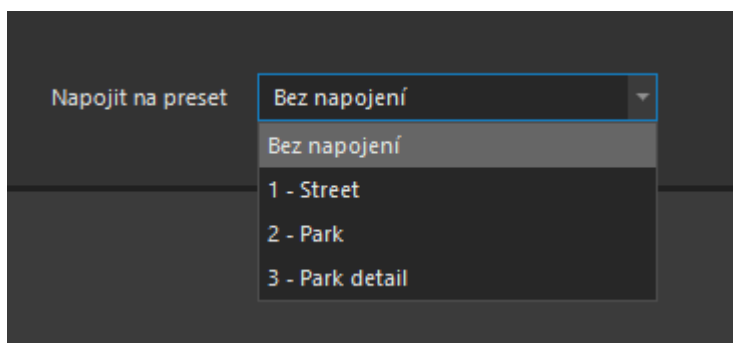 Napojit na preset Bez napojení
Bez napojení
1 - Street
2 - Park
3 - Park detail